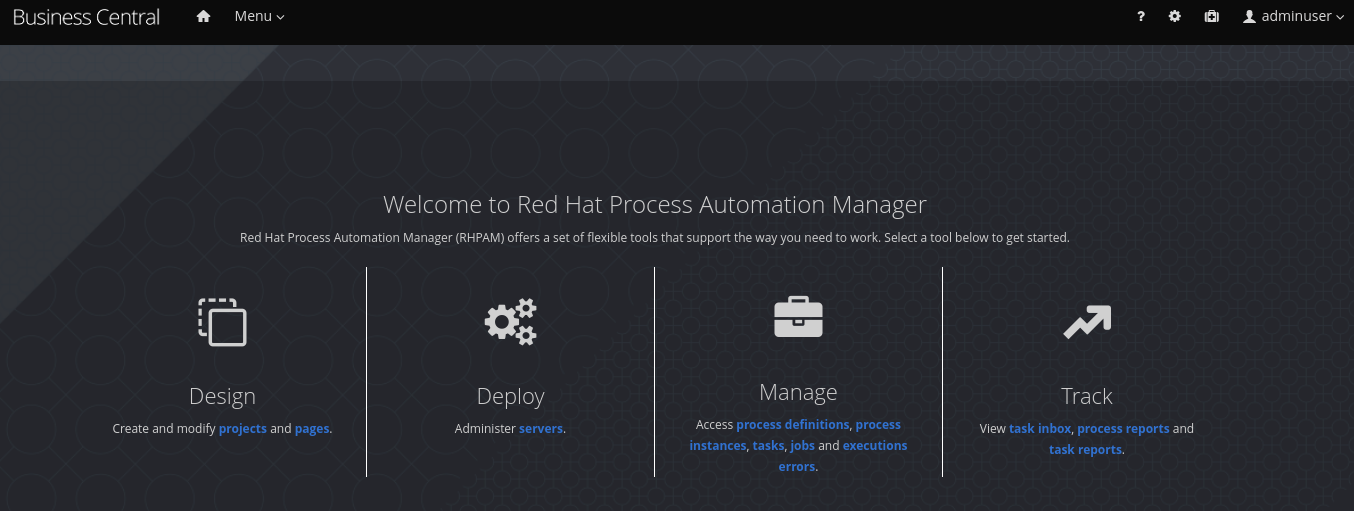 Business Central Menu ? adminuser
Welcome to Red Hat Process Automation Manager
Red Hat Process Automation Manager (RHPAM) offers a set of flexible tools that support the way you need to work. Select a tool below to get started.
Design
Create and modify projects and pages.
Deploy
Administer servers.
Manage
Access process definitions, process
instances, tasks, jobs and executions
errors.
Track
View task inbox, process reports and
task reports.